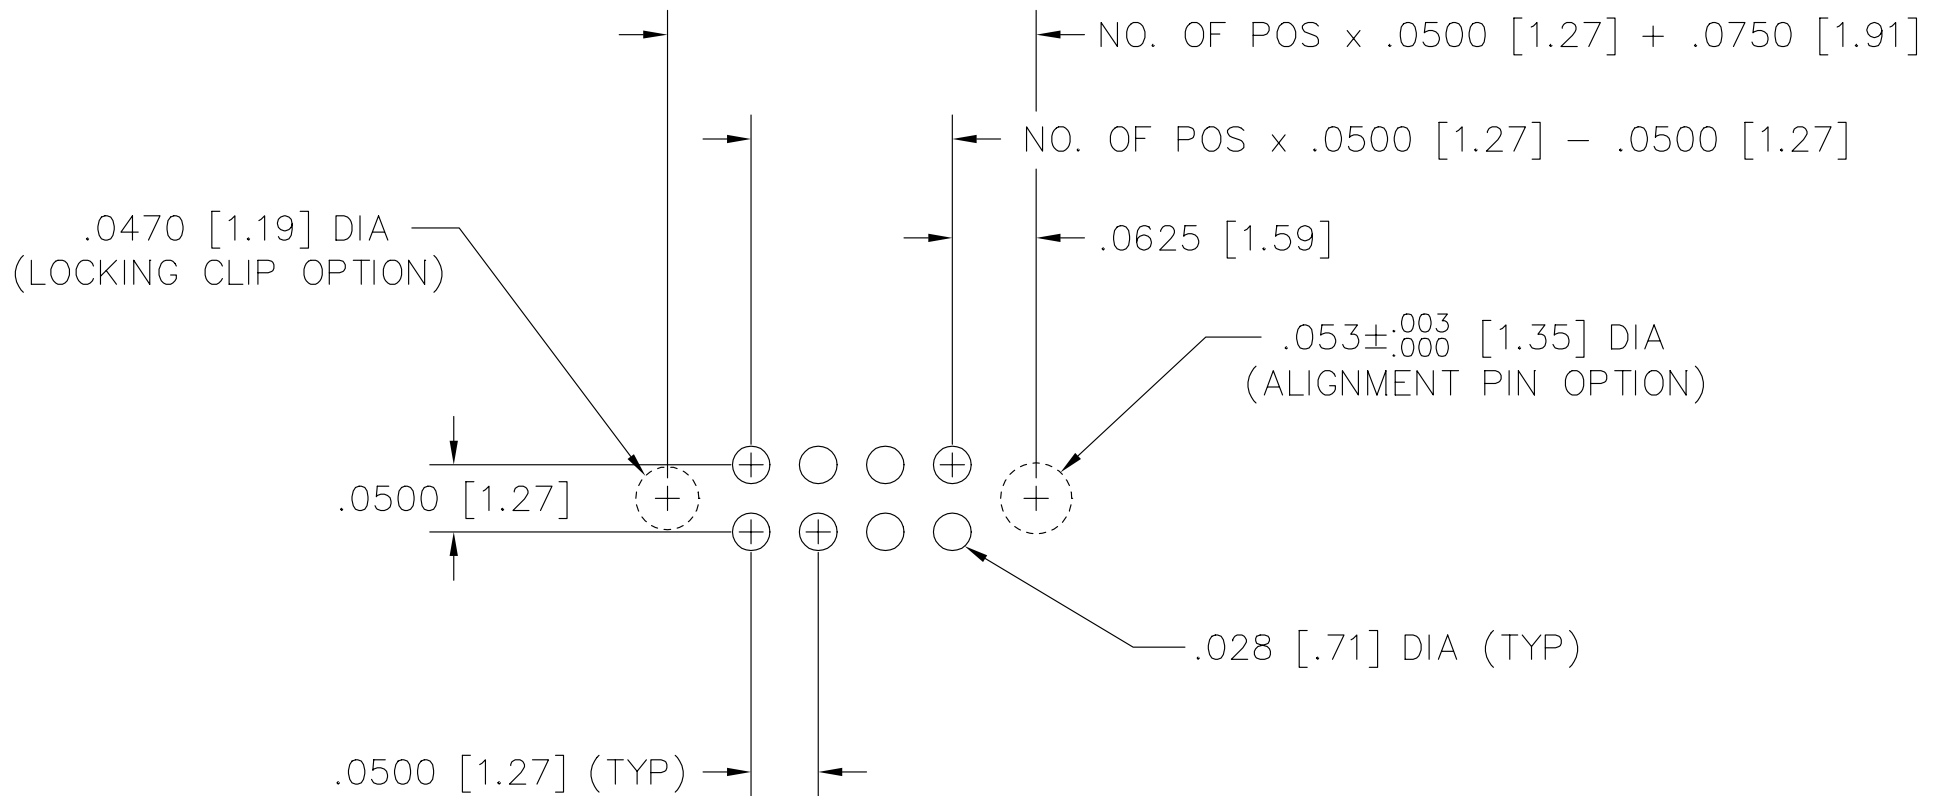 NO. OF POS x .0500 [1.27] + .0750 [1.91]
NO. OF POS x .0500 [1.27] − .0500 [1.27]
.0470 [1.19] DIA
(LOCKING CLIP OPTION)
.0625 [1.59]
.053±.003/.000 [1.35] DIA
(ALIGNMENT PIN OPTION)
.0500 [1.27]
.028 [.71] DIA (TYP)
.0500 [1.27] (TYP)